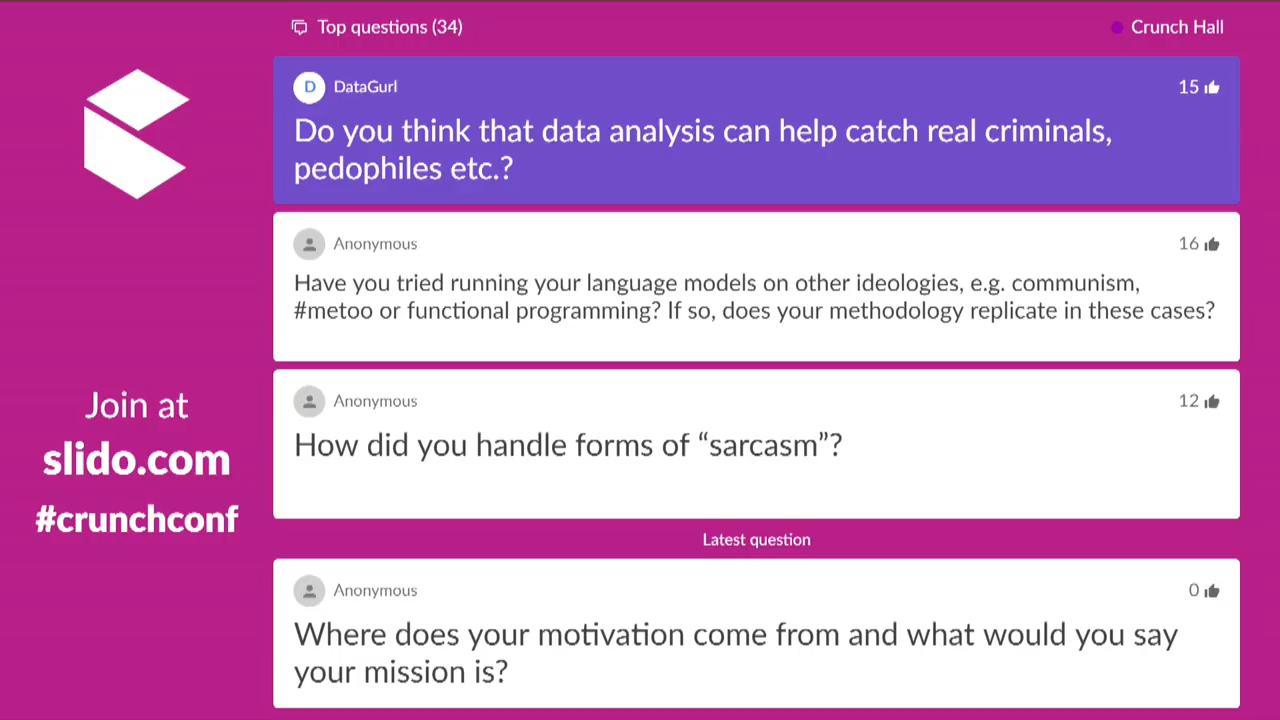 Top questions (34)
Crunch Hall
D DataGurl
15
Do you think that data analysis can help catch real criminals,
pedophiles etc.?
Anonymous
16
Have you tried running your language models on other ideologies, e.g. communism,
#metoo or functional programming? If so, does your methodology replicate in these cases?
Anonymous
12
How did you handle forms of “sarcasm”?
Join at
slido.com
#crunchconf
Latest question
Anonymous
0
Where does your motivation come from and what would you say
your mission is?